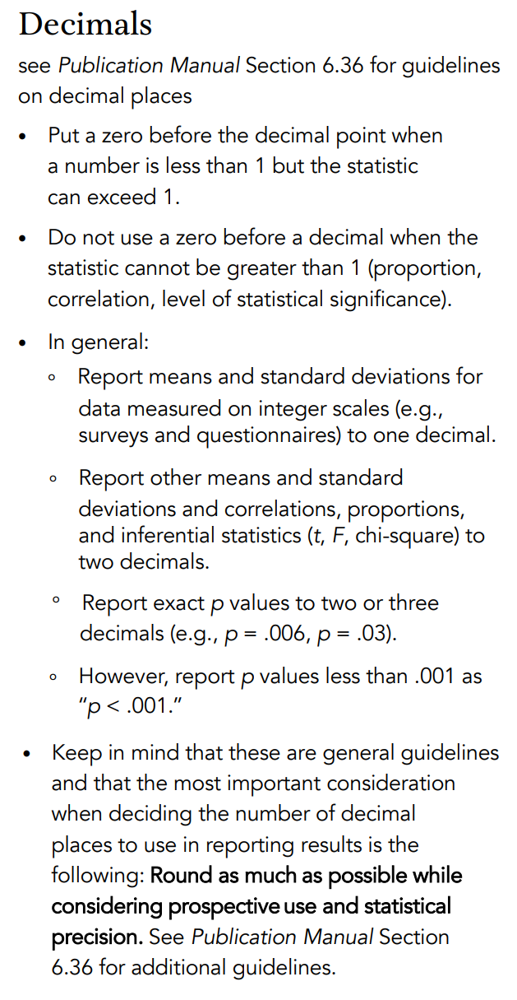 Decimals
see Publication Manual Section 6.36 for guidelines
on decimal places
• Put a zero before the decimal point when
a number is less than 1 but the statistic
can exceed 1.
• Do not use a zero before a decimal when the
statistic cannot be greater than 1 (proportion,
correlation, level of statistical significance).
• In general:
◦ Report means and standard deviations for
data measured on integer scales (e.g.,
surveys and questionnaires) to one decimal.
◦ Report other means and standard
deviations and correlations, proportions,
and inferential statistics (t, F, chi-square) to
two decimals.
◦ Report exact p values to two or three
decimals (e.g., p = .006, p = .03).
◦ However, report p values less than .001 as
“p < .001.”
• Keep in mind that these are general guidelines
and that the most important consideration
when deciding the number of decimal
places to use in reporting results is the
following: Round as much as possible while
considering prospective use and statistical
precision. See Publication Manual Section
6.36 for additional guidelines.